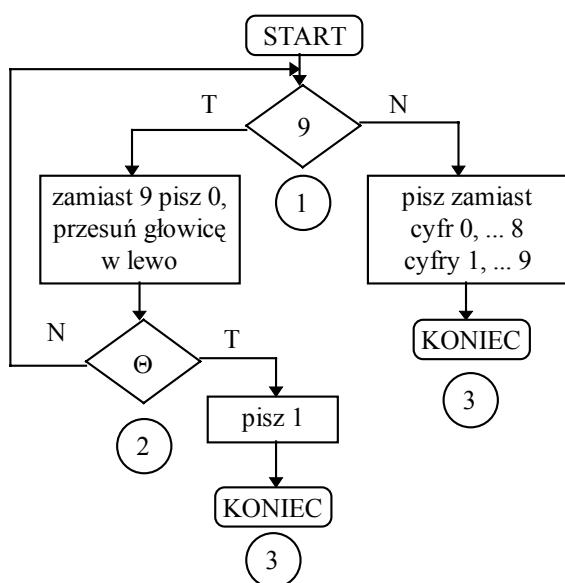 START
T
9
N
1
zamiast 9 pisz 0,
przesuń głowicę
w lewo
pisz zamiast
cyfr 0, ... 8
cyfry 1, ... 9
N
Θ
T
KONIEC
2
pisz 1
3
KONIEC
3